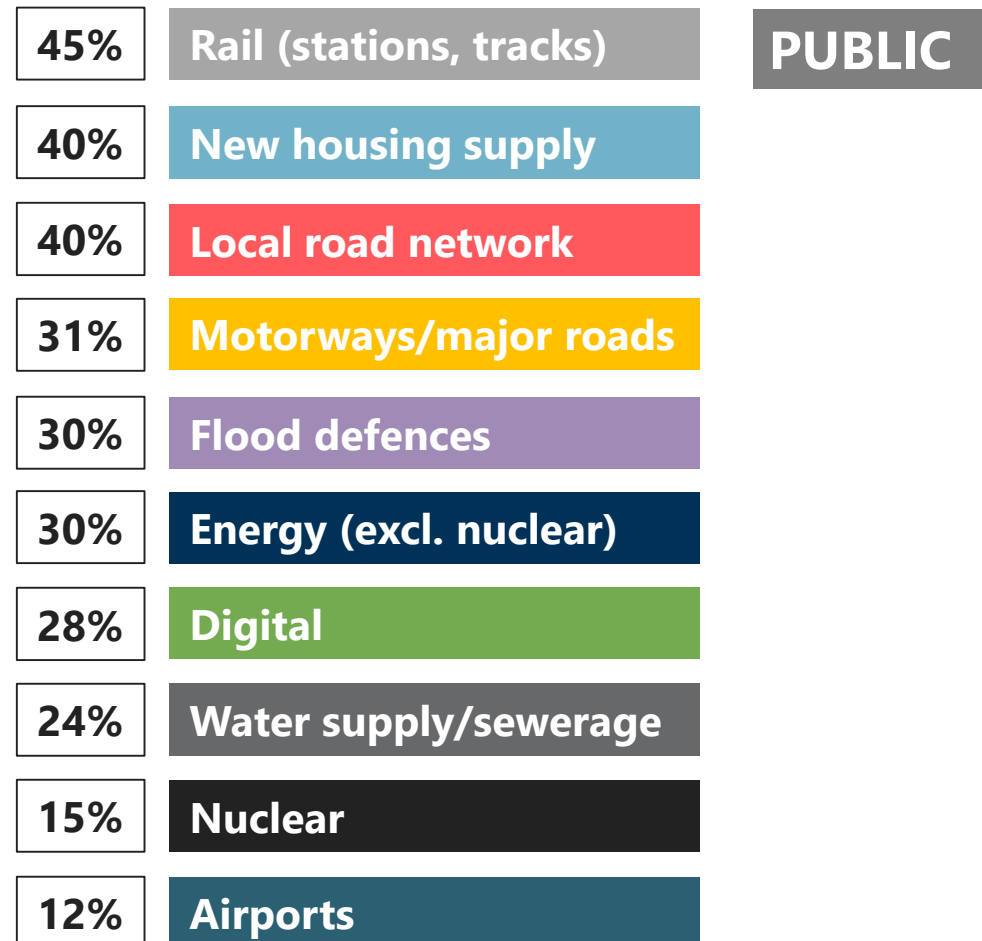 45% Rail (stations, tracks)
PUBLIC
40% New housing supply
40% Local road network
31% Motorways/major roads
30% Flood defences
30% Energy (excl. nuclear)
28% Digital
24% Water supply/sewerage
15% Nuclear
12% Airports